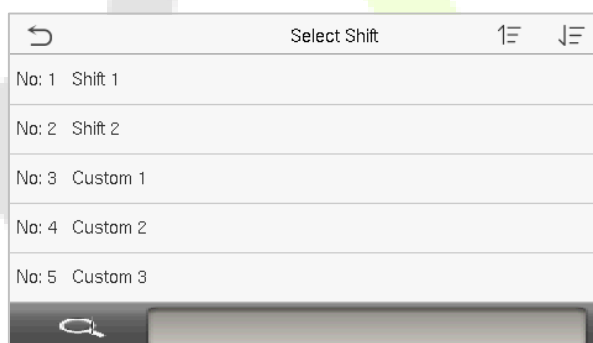 Select Shift
No: 1 Shift 1
No: 2 Shift 2
No: 3 Custom 1
No: 4 Custom 2
No: 5 Custom 3